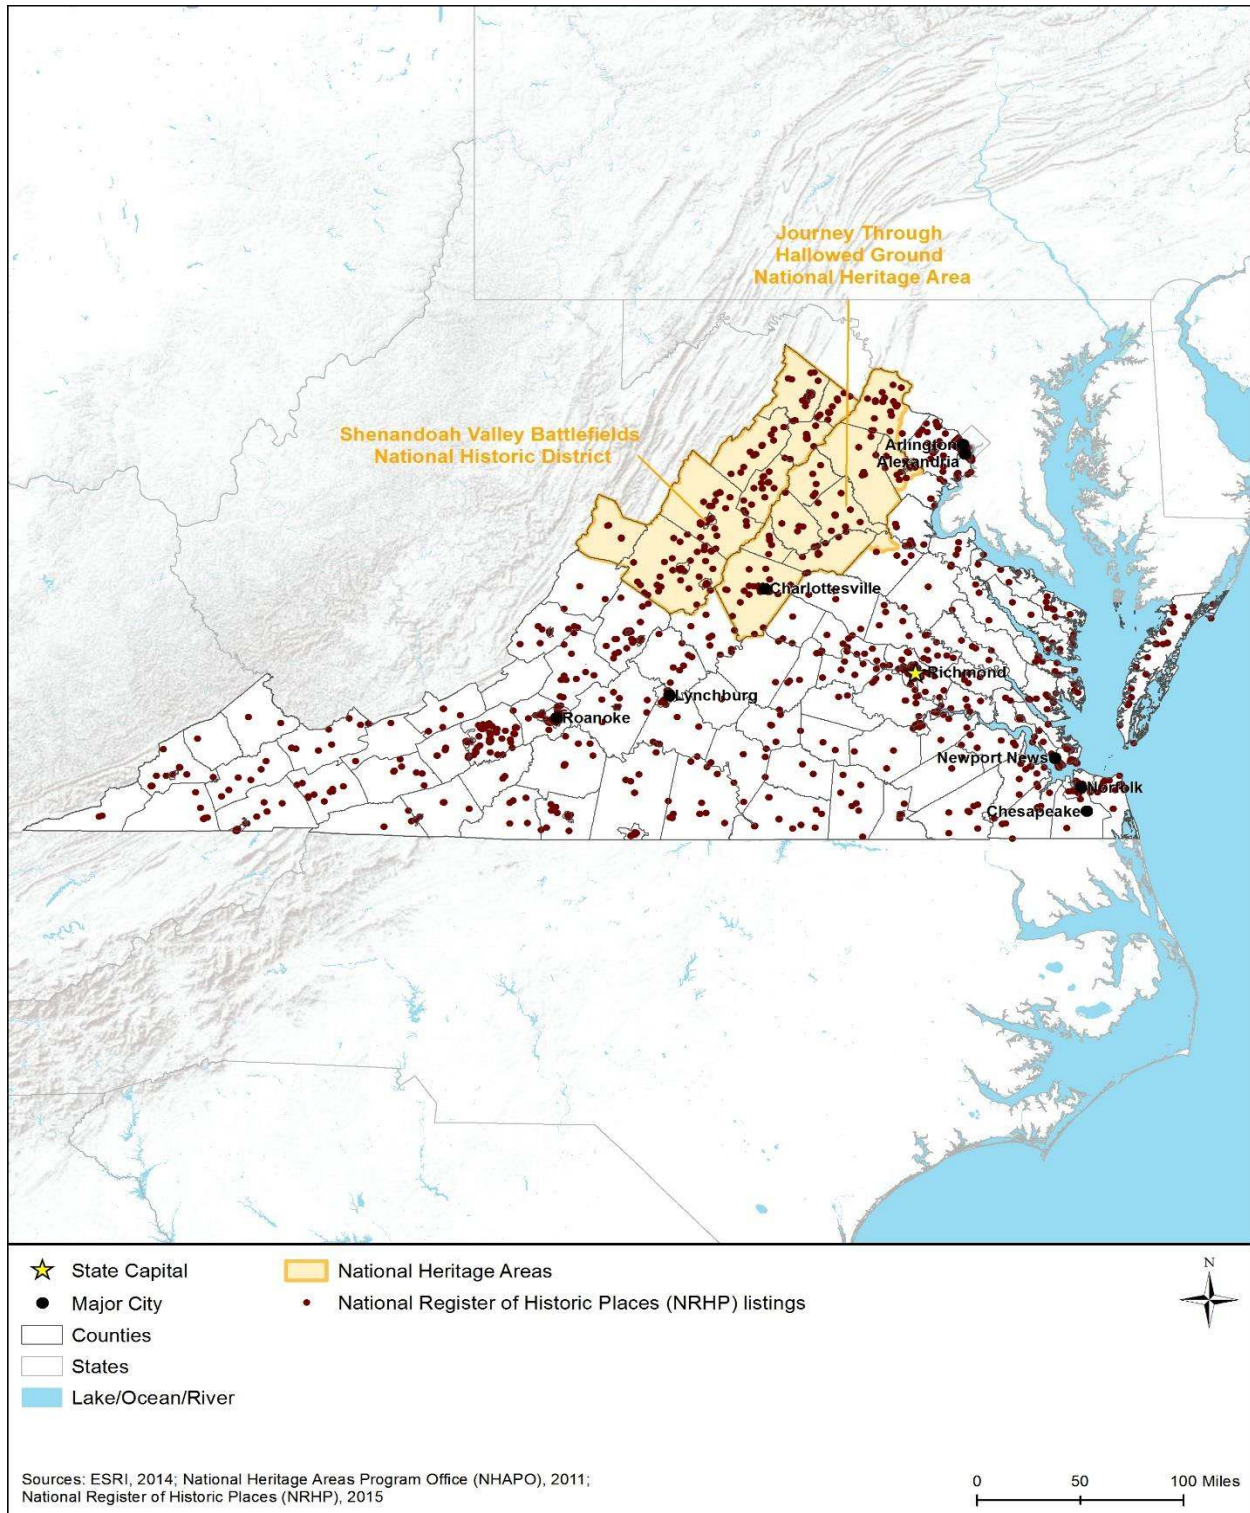 Journey Through
Hallowed Ground
National Heritage Area
Shenandoah Valley Battlefields
National Historic District
Arlington
Alexandria
Charlottesville
Richmond
Lynchburg
Roanoke
Newport News
Norfolk
Chesapeake
State Capital
Major City
Counties
States
Lake/Ocean/River
National Heritage Areas
National Register of Historic Places (NRHP) listings
N
Sources: ESRI, 2014; National Heritage Areas Program Office (NHAPO), 2011;
National Register of Historic Places (NRHP), 2015
0 50 100 Miles